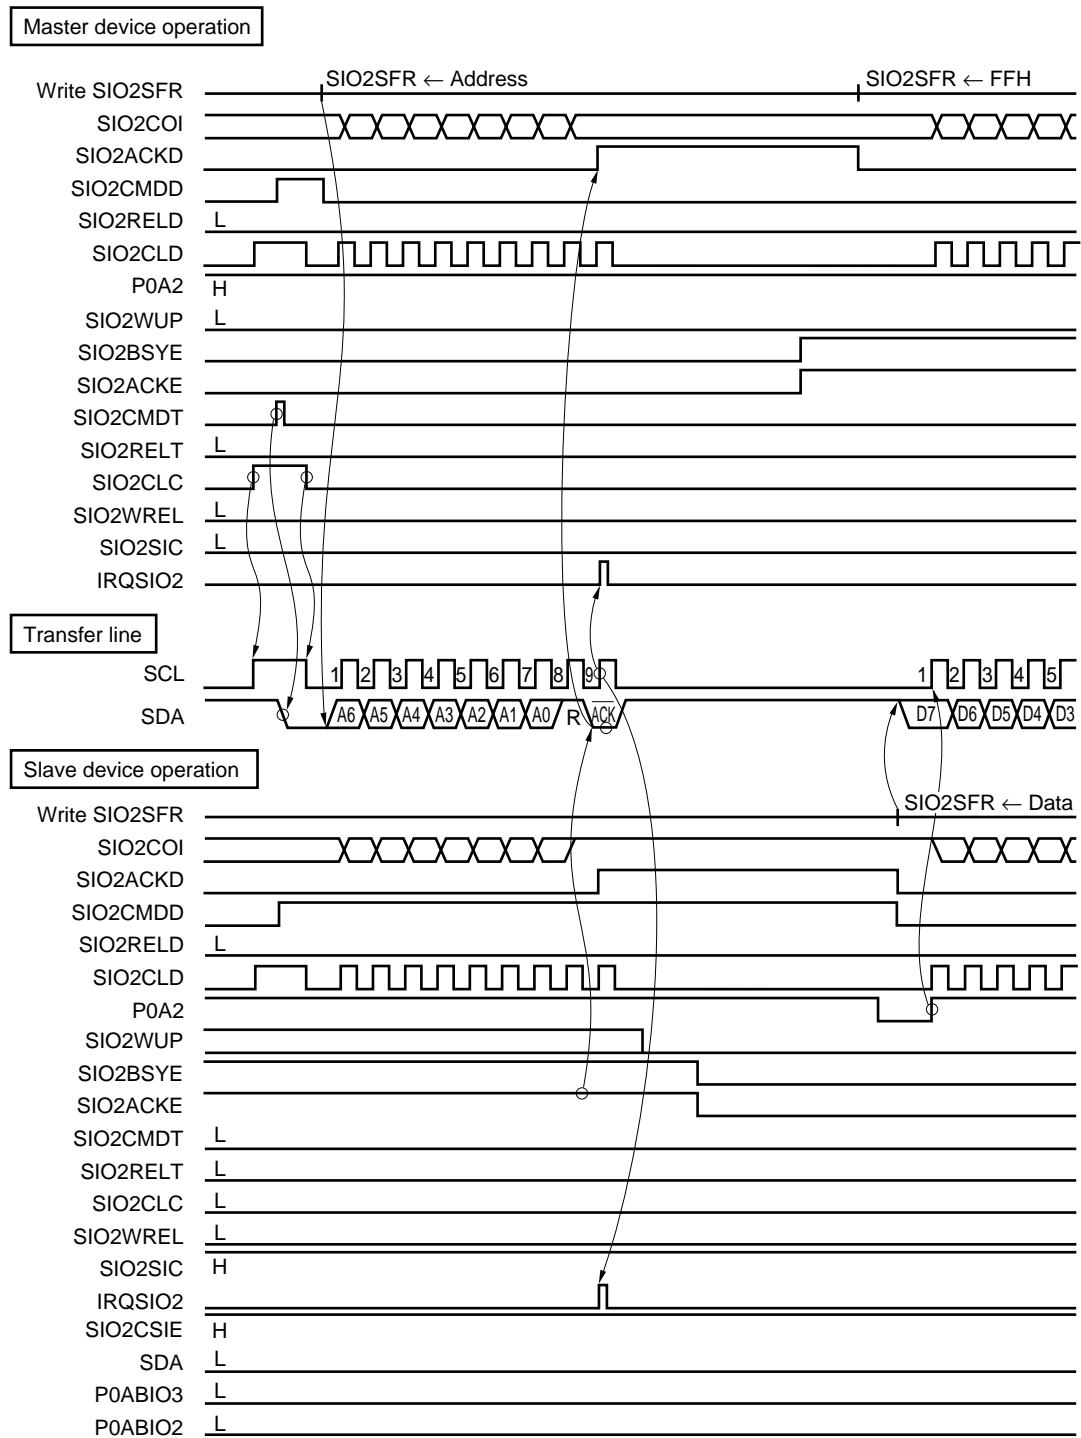 Master device operation
Write SIO2SFR SIO2SFR ← Address SIO2SFR ← FFH
SIO2COI
SIO2ACKD
SIO2CMDD
SIO2RELD L
SIO2CLD
P0A2 H
SIO2WUP L
SIO2BSYE
SIO2ACKE
SIO2CMDT
SIO2RELT L
SIO2CLC
SIO2WREL L
SIO2SIC L
IRQSIO2
Transfer line
SCL 1 2 3 4 5 6 7 8 9 1 2 3 4 5
SDA A6 A5 A4 A3 A2 A1 A0 R ACK D7 D6 D5 D4 D3
Slave device operation
Write SIO2SFR SIO2SFR ← Data
SIO2COI
SIO2ACKD
SIO2CMDD
SIO2RELD L
SIO2CLD
P0A2
SIO2WUP
SIO2BSYE
SIO2ACKE
SIO2CMDT L
SIO2RELT L
SIO2CLC L
SIO2WREL L
SIO2SIC H
IRQSIO2
SIO2CSIE H
SDA L
P0ABIO3 L
P0ABIO2 L